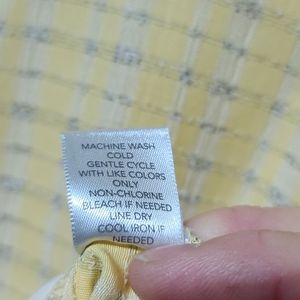 MACHINE WASH
COLD
GENTLE CYCLE
WITH LIKE COLORS
ONLY
NON-CHLORINE
BLEACH IF NEEDED
LINE DRY
COOL IRON IF
NEEDED